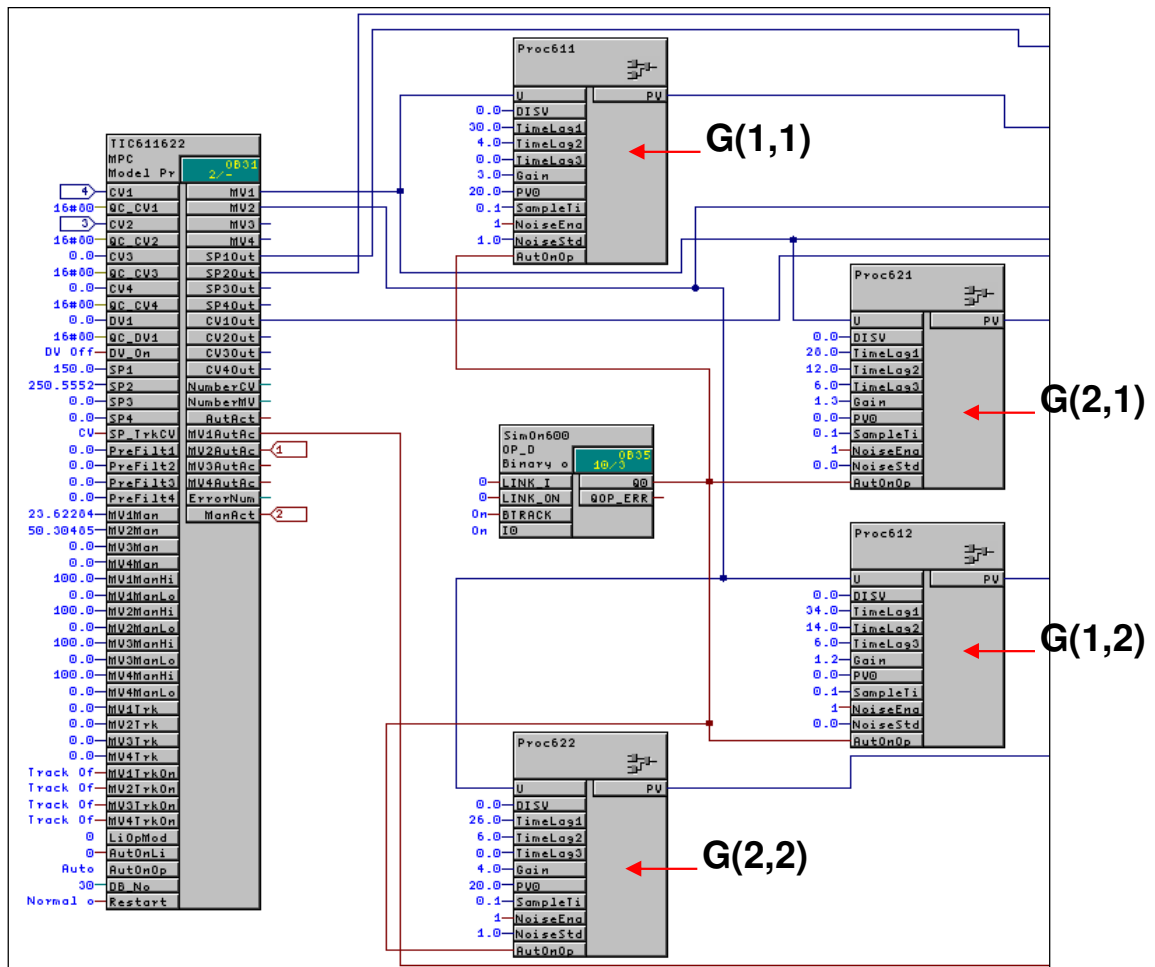 TIC611622
MPC
Model Pr
OB31
2/-
4 CV1 MV1
16#80 QC_CV1 MV2
3 CV2 MV3
16#80 QC_CV2 MV4
0.0 CV3 SP1Out
16#80 QC_CV3 SP2Out
0.0 CV4 SP3Out
16#80 QC_CV4 SP4Out
0.0 DV1 CV1Out
16#80 QC_DV1 CV2Out
DV Off DV_On CV3Out
150.0 SP1 CV4Out
250.5552 SP2 NumberCV
0.0 SP3 NumberMV
0.0 SP4 AutAct
CV SP_TrkCV MV1AutAc
0.0 PreFilt1 MV2AutAc 1
0.0 PreFilt2 MV3AutAc
0.0 PreFilt3 MV4AutAc
0.0 PreFilt4 ErrorNum
23.62284 MV1Man ManAct 2
50.30485 MV2Man
0.0 MV3Man
0.0 MV4Man
100.0 MV1ManHi
0.0 MV1ManLo
100.0 MV2ManHi
0.0 MV2ManLo
100.0 MV3ManHi
0.0 MV3ManLo
100.0 MV4ManHi
0.0 MV4ManLo
0.0 MV1Trk
0.0 MV2Trk
0.0 MV3Trk
0.0 MV4Trk
Track Of MV1TrkOn
Track Of MV2TrkOn
Track Of MV3TrkOn
Track Of MV4TrkOn
0 LiOpMod
0 AutOnLi
Auto AutOnOp
30 DB_No
Normal o Restart
Proc611
U PV
0.0 DISV
30.0 TimeLag1
4.0 TimeLag2
0.0 TimeLag3
3.0 Gain
20.0 PV0
0.1 SampleTi
1 NoiseEna
1.0 NoiseStd
AutOnOp
G(1,1)
Proc621
U PV
0.0 DISV
28.0 TimeLag1
12.0 TimeLag2
6.0 TimeLag3
1.3 Gain
0.0 PV0
0.1 SampleTi
1 NoiseEna
0.0 NoiseStd
AutOnOp
G(2,1)
SimOn600
OP_D
Binary o
OB35
10/3
0 LINK_I Q0
0 LINK_ON QOP_ERR
On BTRACK
On I0
Proc612
U PV
0.0 DISV
34.0 TimeLag1
14.0 TimeLag2
6.0 TimeLag3
1.2 Gain
0.0 PV0
0.1 SampleTi
1 NoiseEna
0.0 NoiseStd
AutOnOp
G(1,2)
Proc622
U PV
0.0 DISV
26.0 TimeLag1
6.0 TimeLag2
0.0 TimeLag3
4.0 Gain
20.0 PV0
0.1 SampleTi
1 NoiseEna
1.0 NoiseStd
AutOnOp
G(2,2)